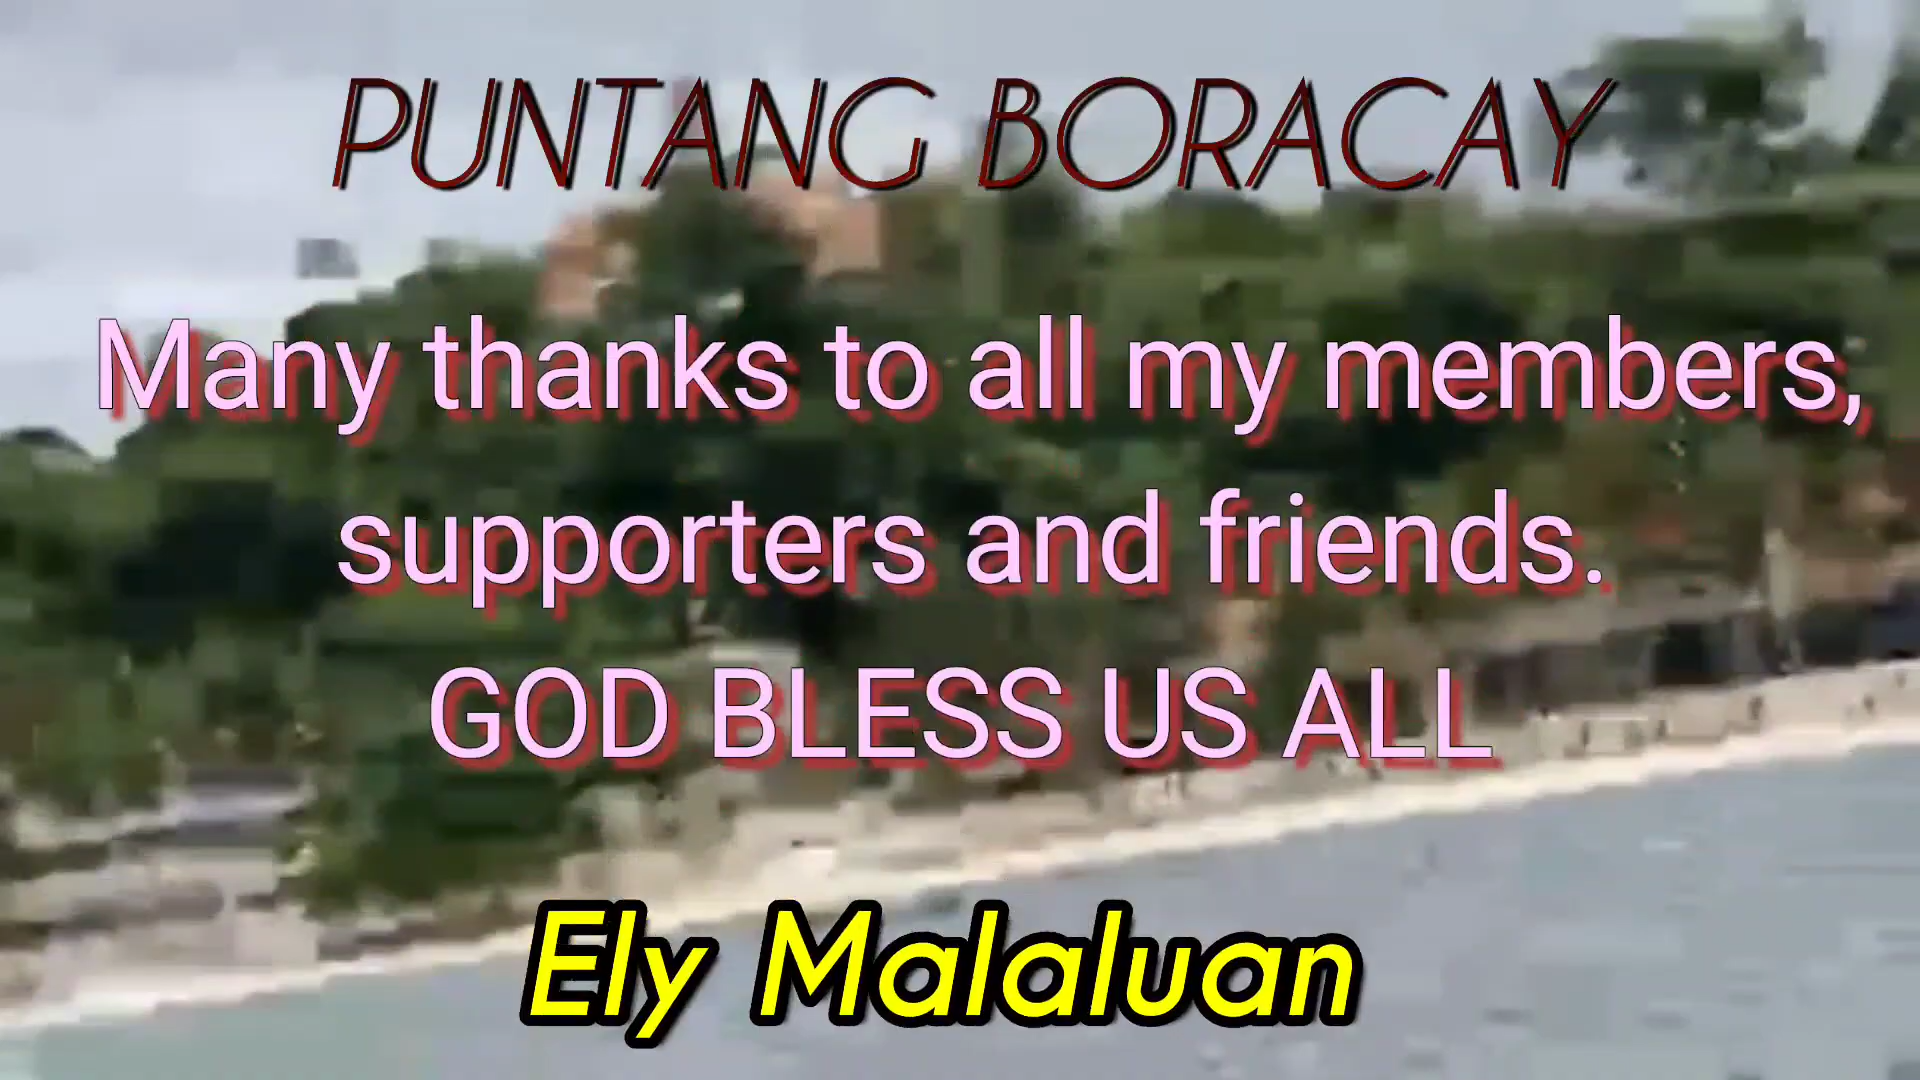 PUNTANG BORACAY
Many thanks to all my members,
supporters and friends.
GOD BLESS US ALL
Ely Malaluan